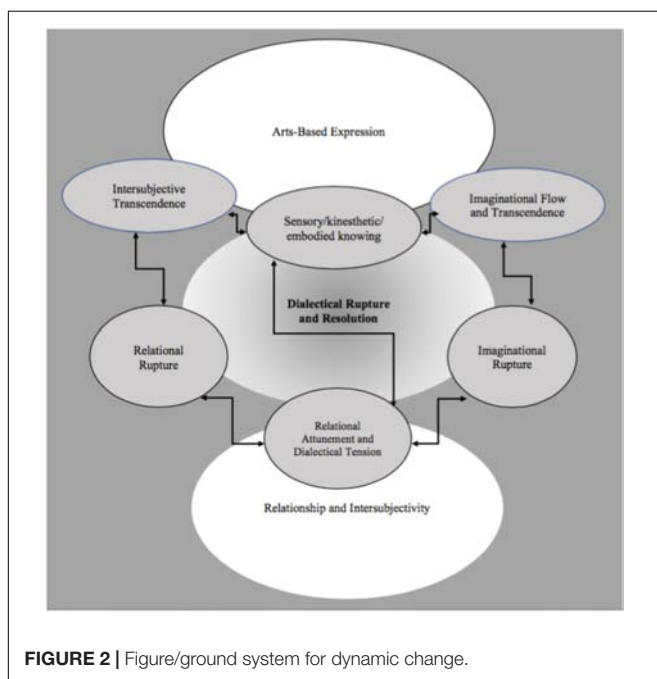 Arts-Based Expression
Intersubjective
Transcendence
Imaginational Flow
and Transcendence
Sensory/kinesthetic/
embodied knowing
Dialectical Rupture
and Resolution
Relational
Rupture
Imaginational
Rupture
Relational
Attunement and
Dialectical Tension
Relationship and Intersubjectivity
FIGURE 2 | Figure/ground system for dynamic change.